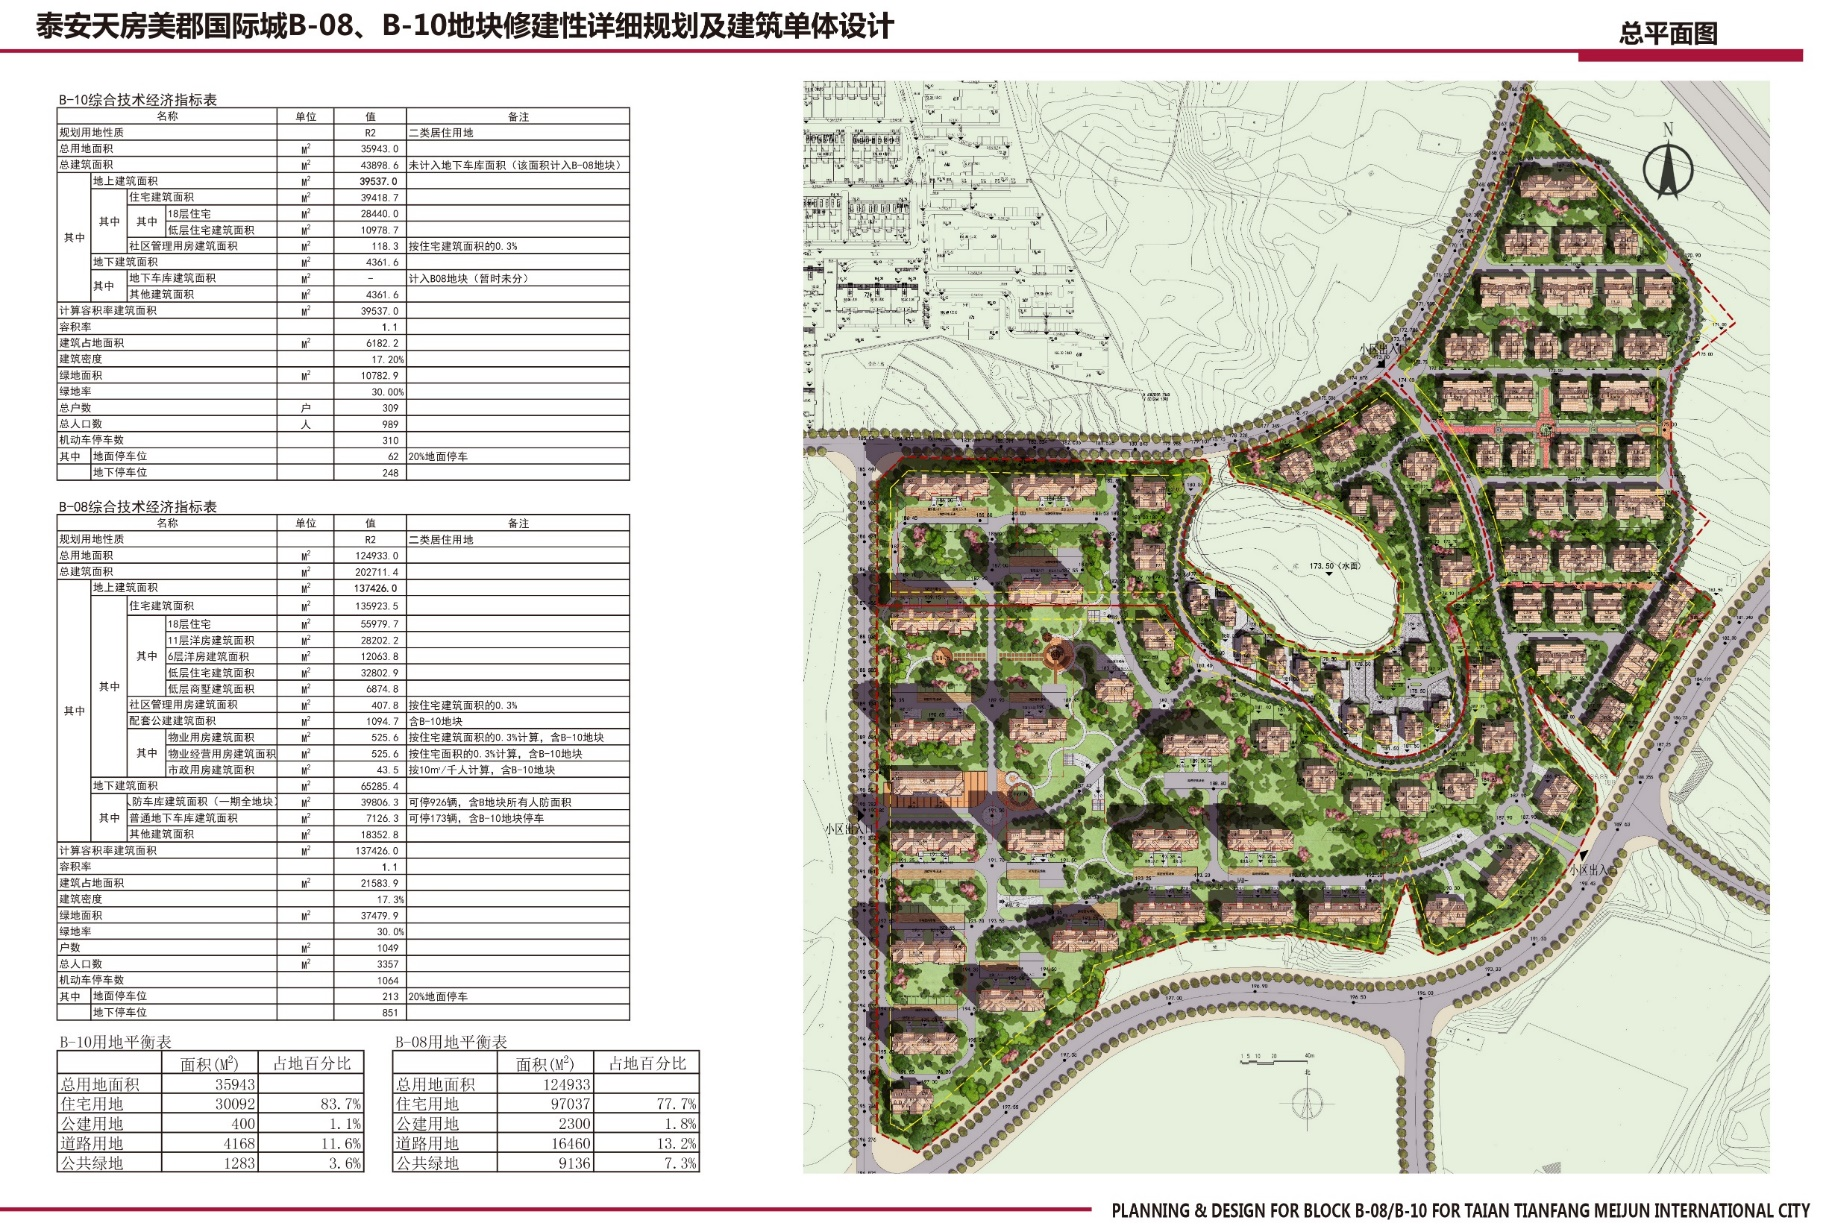 泰安天房美郡国际城B-08、B-10地块修建性详细规划及建筑单体设计
总平面图
B-10综合技术经济指标表
名称 单位 值 备注
规划用地性质 R2 二类居住用地
总用地面积 M² 35943.0
总建筑面积 M² 43898.6 未计入地下车库面积（该面积计入B-08地块）
其中 地上建筑面积 M² 39537.0
其中 住宅建筑面积 M² 39418.7
其中 18层住宅 M² 28440.0
低层住宅建筑面积 M² 10978.7
社区管理用房建筑面积 M² 118.3 按住宅建筑面积的0.3%
地下建筑面积 M² 4361.6
其中 地下车库建筑面积 M² - 计入B08地块（暂时未分）
其他建筑面积 M² 4361.6
计算容积率建筑面积 M² 39537.0
容积率 1.1
建筑占地面积 M² 6182.2
建筑密度 17.20%
绿地面积 M² 10782.9
绿地率 30.00%
总户数 户 309
总人口数 人 989
机动车停车数 310
其中 地面停车位 62 20%地面停车
地下停车位 248
B-08综合技术经济指标表
名称 单位 值 备注
规划用地性质 R2 二类居住用地
总用地面积 M² 124933.0
总建筑面积 M² 202711.4
其中 地上建筑面积 M² 137426.0
其中 住宅建筑面积 M² 135923.5
其中 18层住宅 M² 55979.7
11层洋房建筑面积 M² 28202.2
6层洋房建筑面积 M² 12063.8
低层住宅建筑面积 M² 32802.9
低层商墅建筑面积 M² 6874.8
社区管理用房建筑面积 M² 407.8 按住宅建筑面积的0.3%
配套公建建筑面积 M² 1094.7 含B-10地块
其中 物业用房建筑面积 M² 525.6 按住宅建筑面积的0.3%计算，含B-10地块
物业经营用房建筑面积 M² 525.6 按住宅面积的0.3%计算，含B-10地块
市政用房建筑面积 M² 43.5 按10㎡/千人计算，含B-10地块
地下建筑面积 M² 65285.4
其中 人防车库建筑面积（一期全地块） M² 39806.3 可停926辆，含B地块所有人防面积
普通地下车库建筑面积 M² 7126.3 可停173辆，含B-10地块停车
其他建筑面积 M² 18352.8
计算容积率建筑面积 M² 137426.0
容积率 1.1
建筑占地面积 M² 21583.9
建筑密度 17.3%
绿地面积 M² 37479.9
绿地率 30.0%
户数 M² 1049
总人口数 M² 3357
机动车停车数 1064
其中 地面停车位 213 20%地面停车
地下停车位 851
B-10用地平衡表
面积(M²) 占地百分比
总用地面积 35943
住宅用地 30092 83.7%
公建用地 400 1.1%
道路用地 4168 11.6%
公共绿地 1283 3.6%
B-08用地平衡表
面积(M²) 占地百分比
总用地面积 124933
住宅用地 97037 77.7%
公建用地 2300 1.8%
道路用地 16460 13.2%
公共绿地 9136 7.3%
N
小区出入口
173.50（水面）
小区出入口
小区出入口
北
PLANNING & DESIGN FOR BLOCK B-08/B-10 FOR TAIAN TIANFANG MEIJUN INTERNATIONAL CITY